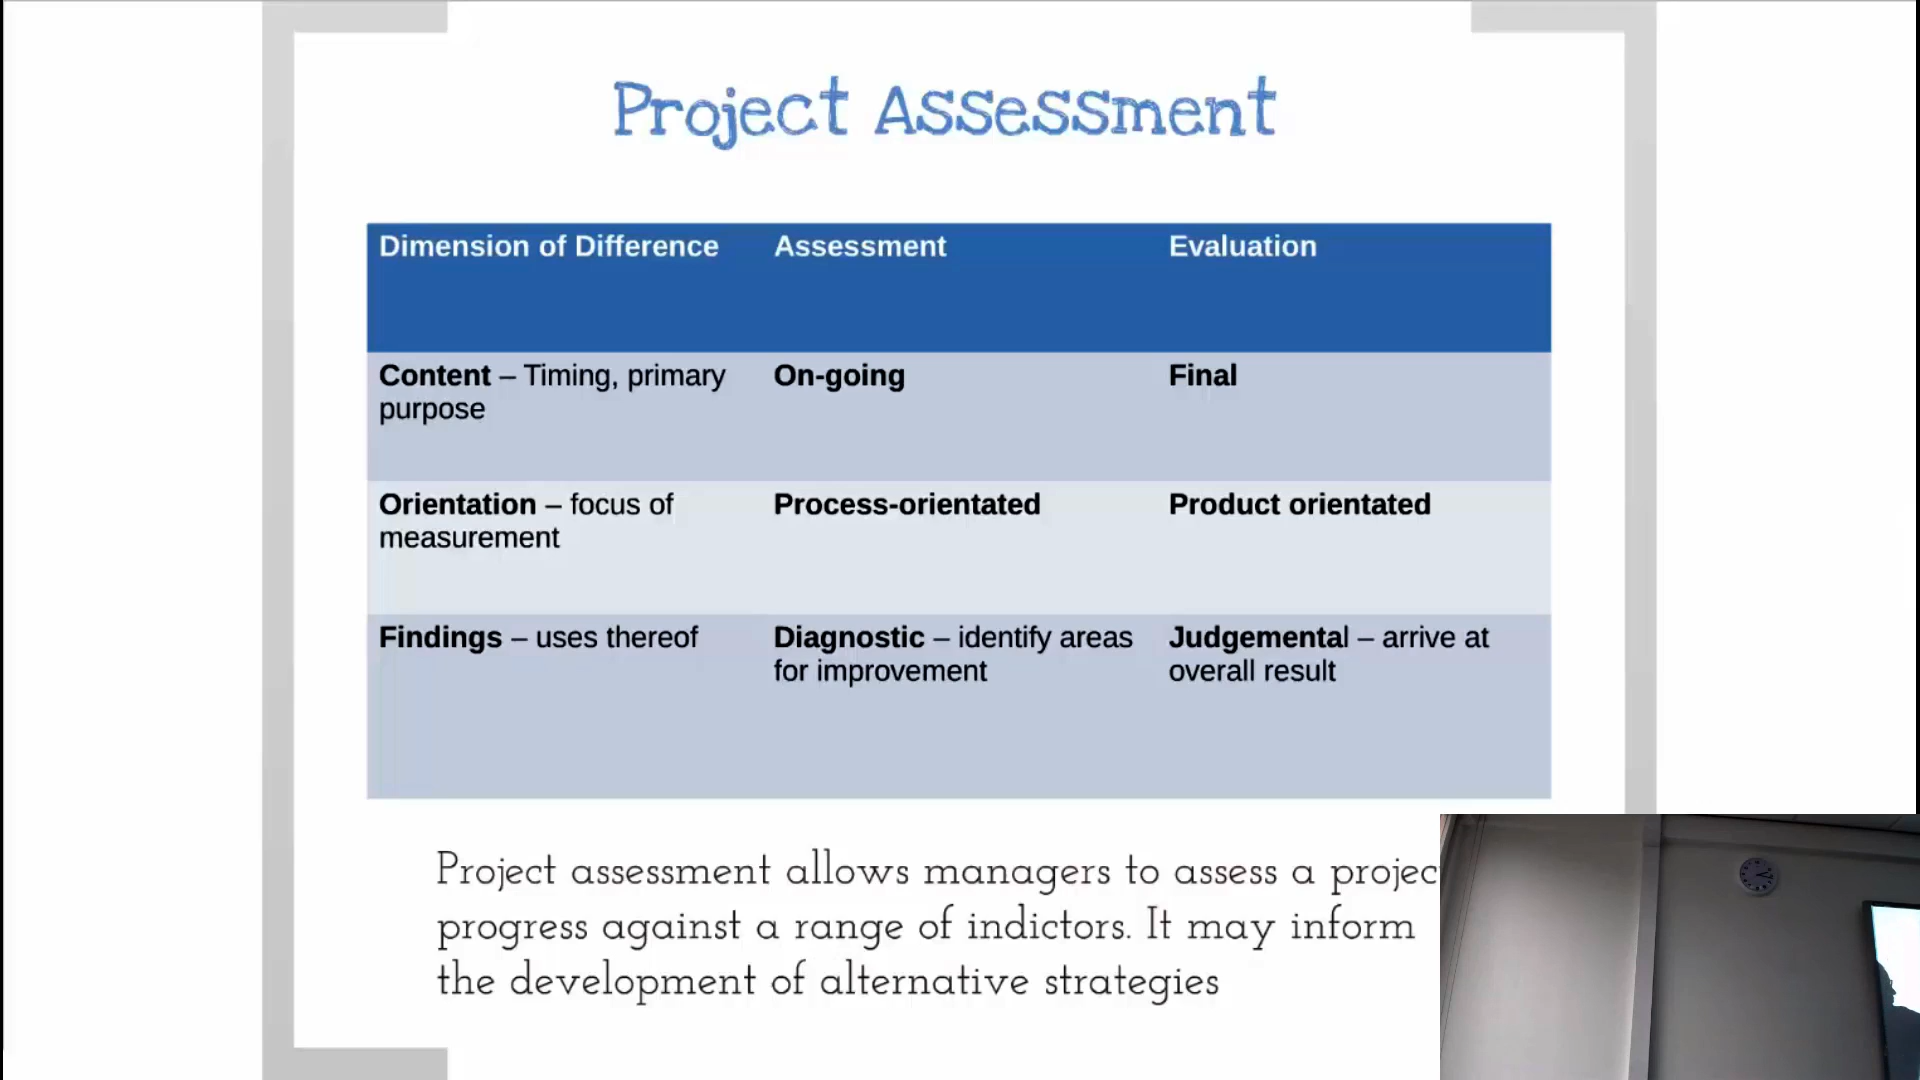 Project Assessment
Dimension of Difference Assessment Evaluation
Content – Timing, primary On-going Final
purpose
Orientation – focus of Process-orientated Product orientated
measurement
Findings – uses thereof Diagnostic – identify areas Judgemental – arrive at
for improvement overall result
Project assessment allows managers to assess a projec
progress against a range of indictors. It may inform
the development of alternative strategies